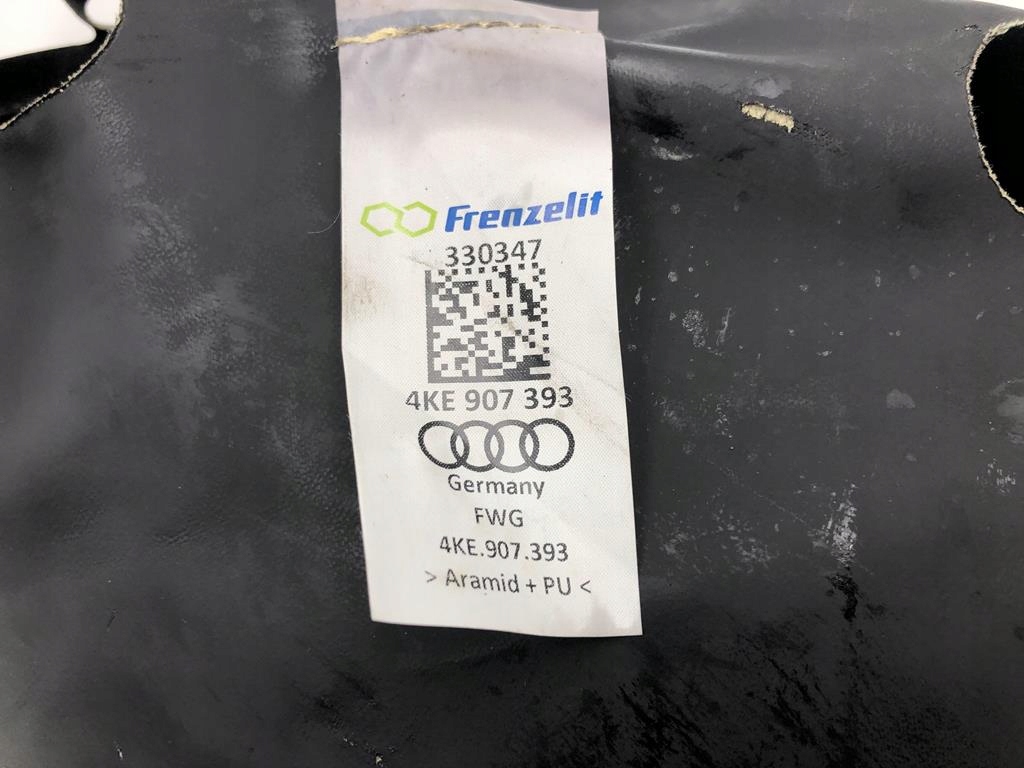 Frenzelit
330347
4KE 907 393
Germany
FWG
4KE.907.393
> Aramid + PU <